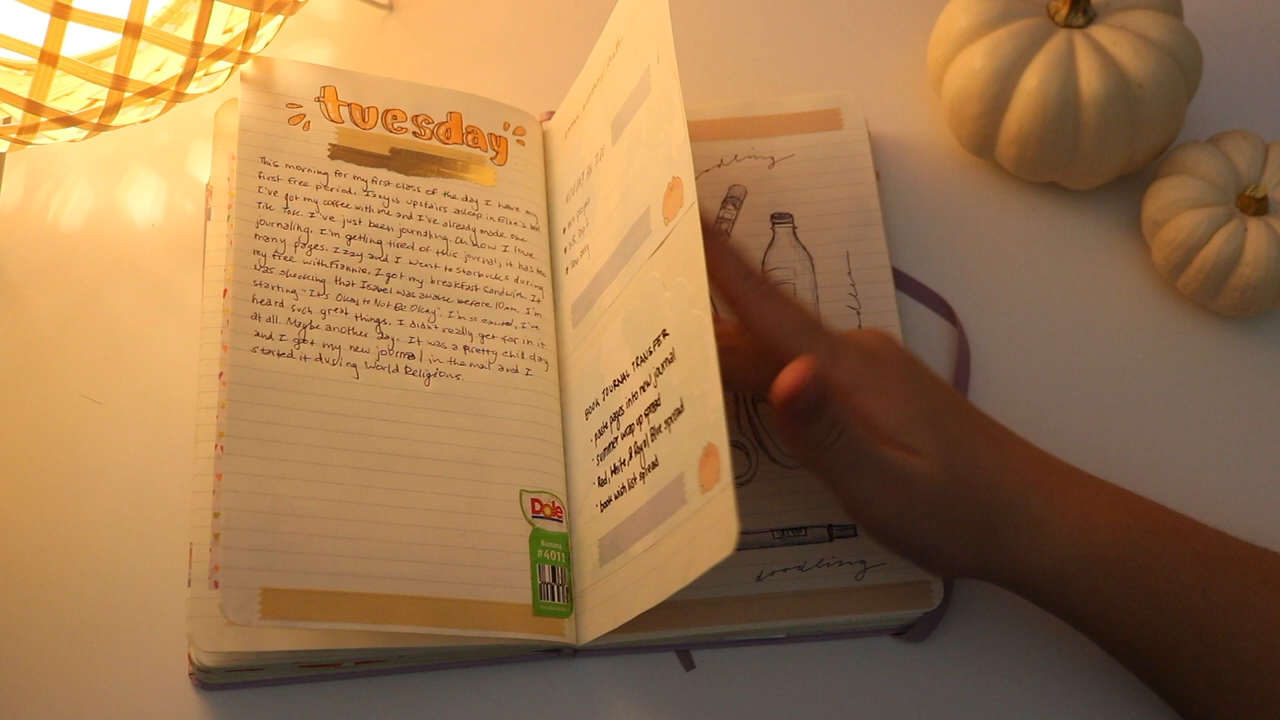 tuesday
This morning for my first class of the day I have my
first free period. Izzy is upstairs asleep in Elise's bed
I've got my coffee with me and I've already made one
Tik Tok. I've just been journaling. Oh how I love
journaling. I'm getting tired of this journal, it has too
many pages. Izzy and I went to Starbucks during
my free with Frannie. I got my breakfast sandwich. It
was shocking that Isabel was awake before 10am. I'm
starting "It's Okay to Not Be Okay". I'm so excited, I've
heard such great things. I didn't really get far in it
at all. Maybe another day. It was a pretty chill day
and I got my new journal in the mail and I
started it during World Religions.
Dole
Banana
#4011
BOOK JOURNAL TRANSFER
· paste pages into new journal
· summer wrap up spread
· Red, White, & Royal Blue spread
· book wish list spread
doodling